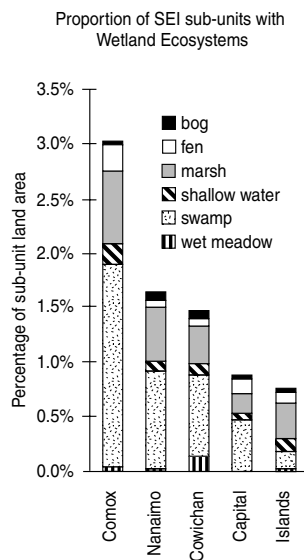 Proportion of SEI sub-units with
Wetland Ecosystems
Percentage of sub-unit land area
3.5%
3.0%
2.5%
2.0%
1.5%
1.0%
0.5%
0.0%
bog
fen
marsh
shallow water
swamp
wet meadow
Comox
Nanaimo
Cowichan
Capital
Islands